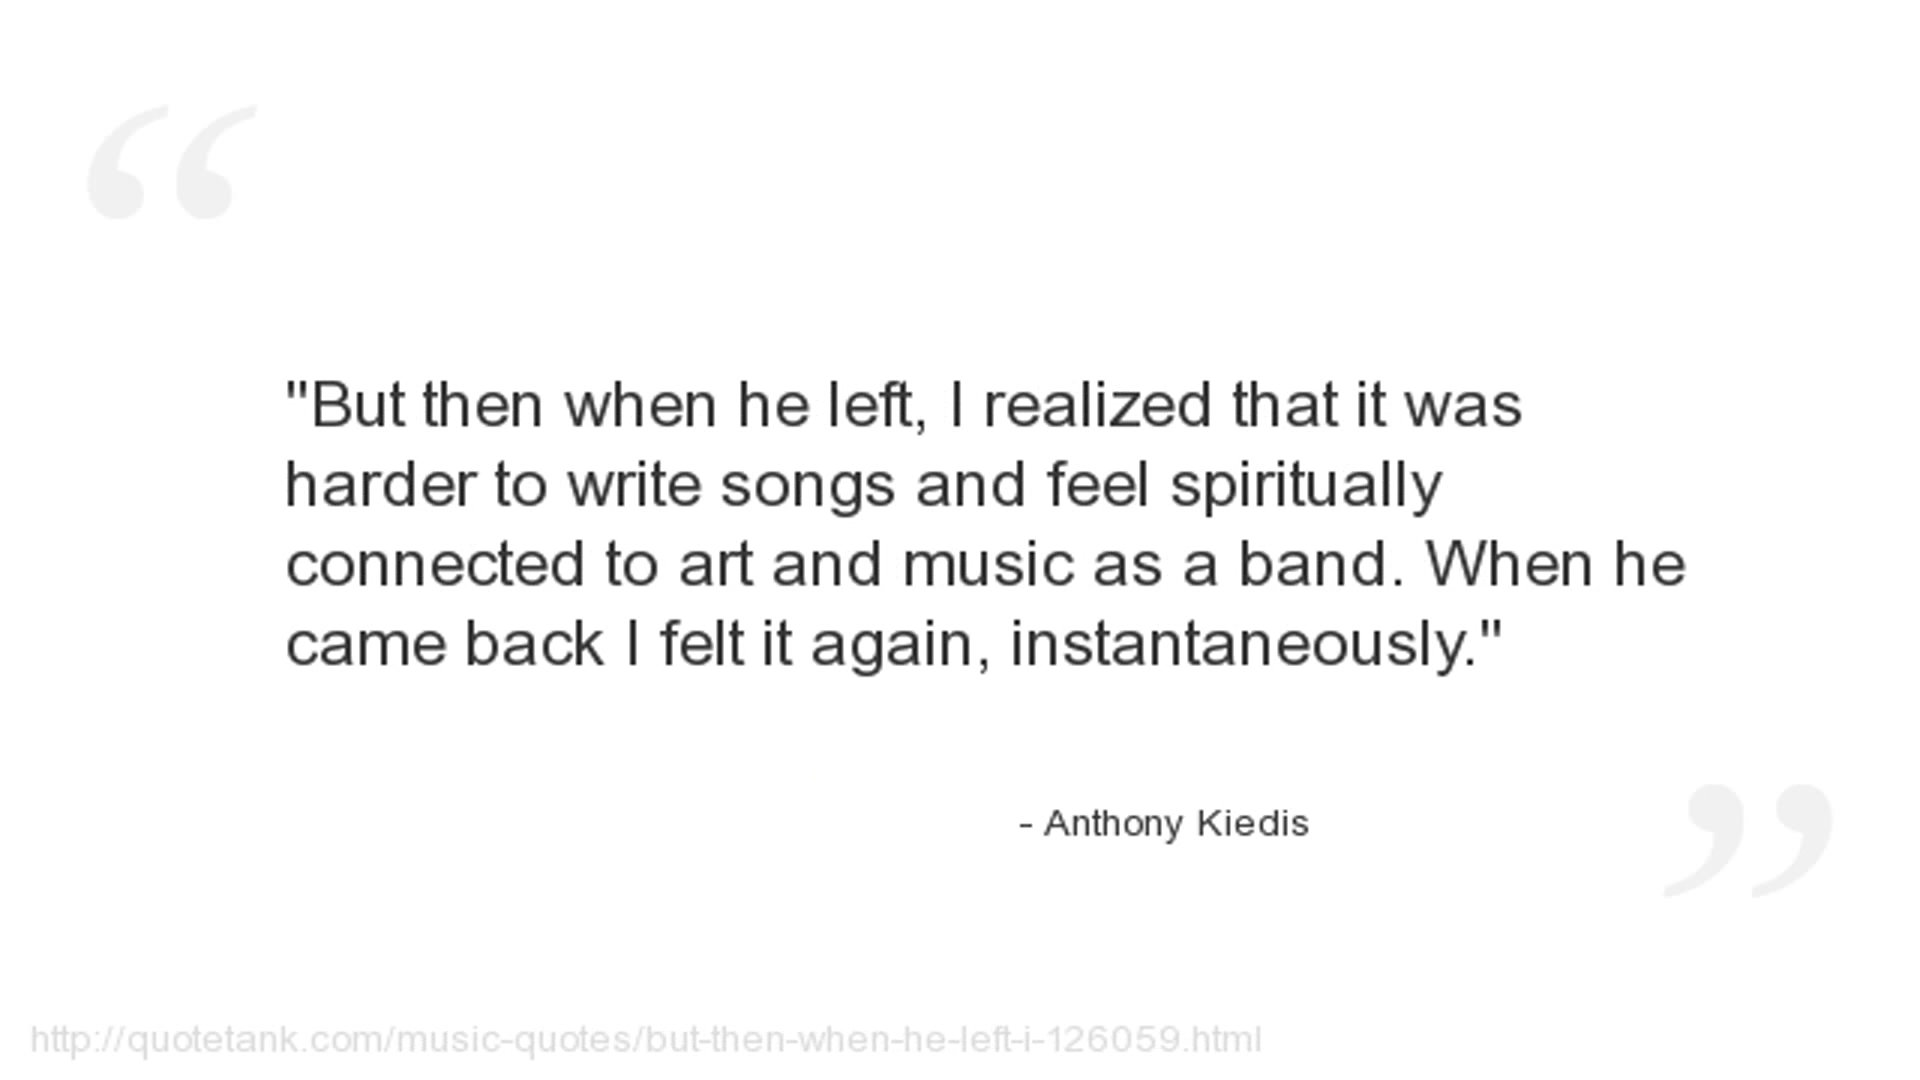 "But then when he left, I realized that it was
harder to write songs and feel spiritually
connected to art and music as a band. When he
came back I felt it again, instantaneously."
- Anthony Kiedis
http://quotetank.com/music-quotes/but-then-when-he-left-i-126059.html